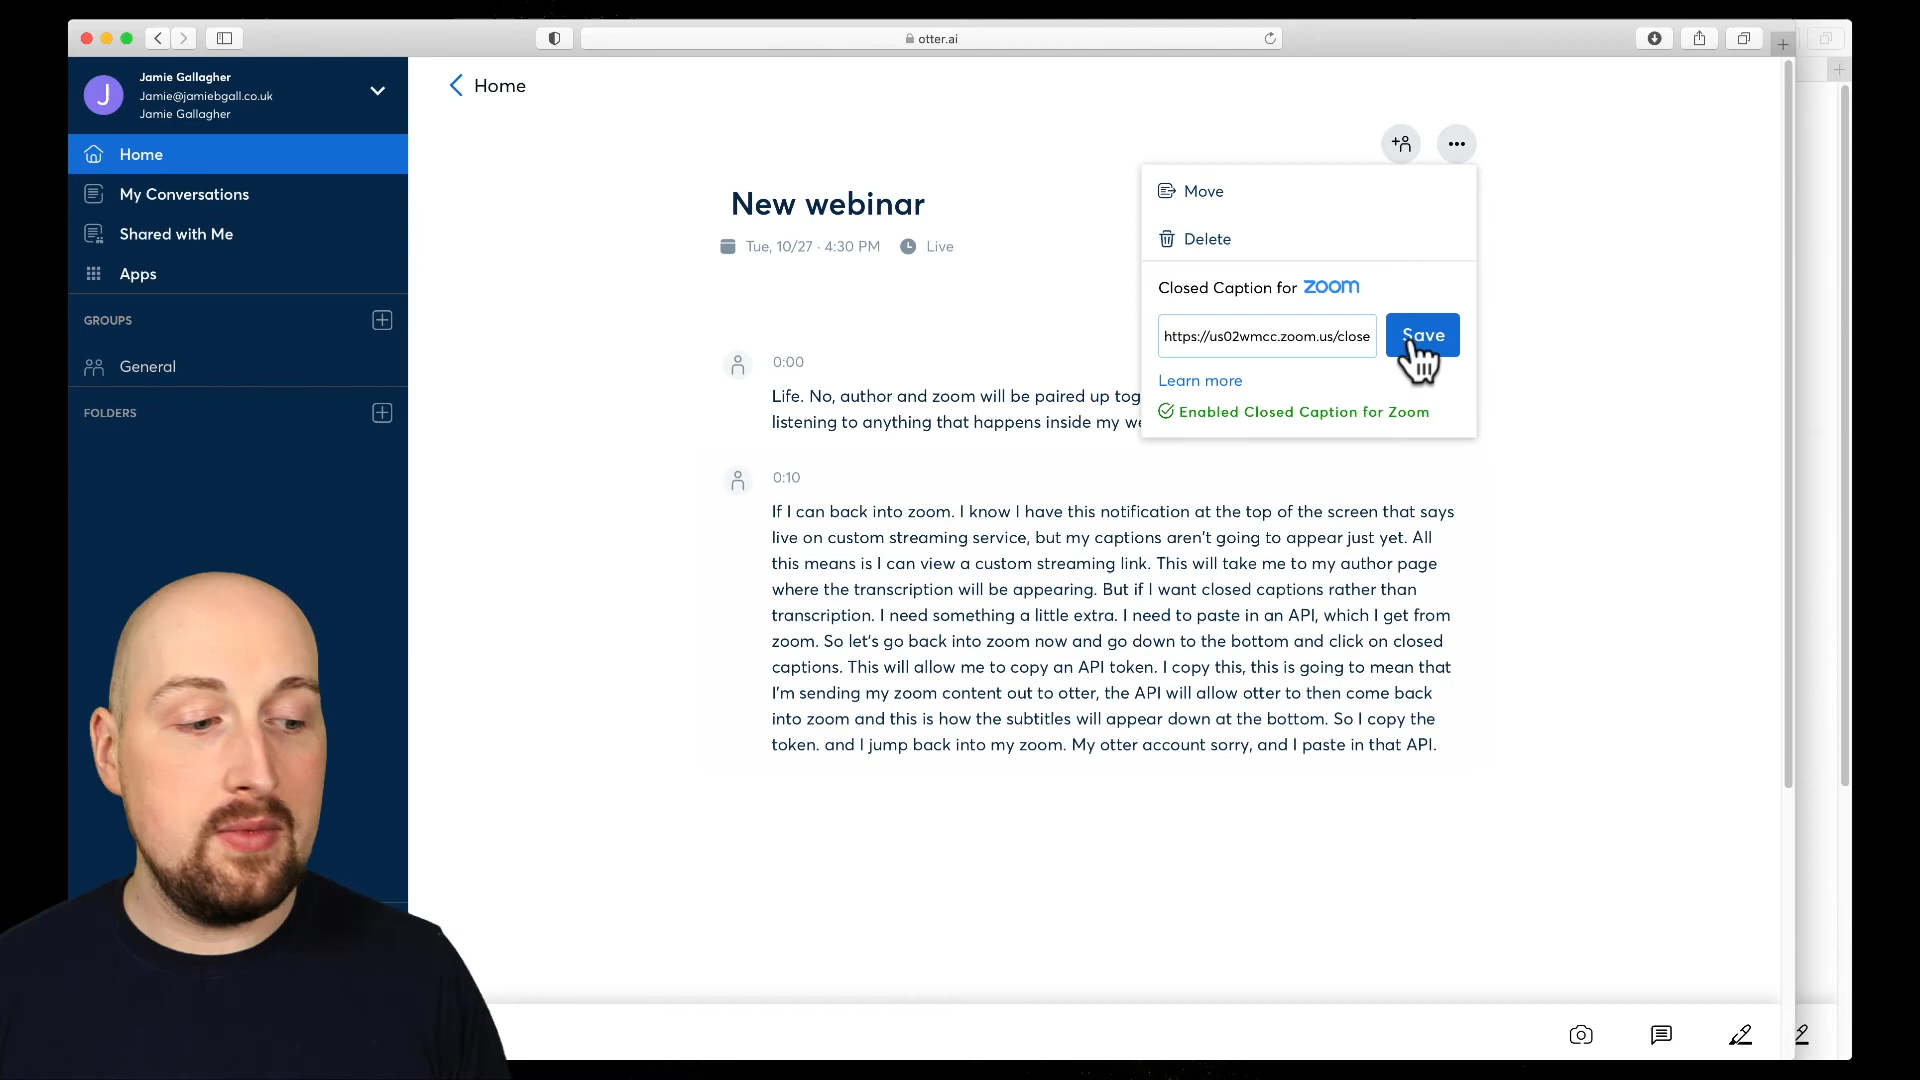 otter.ai
J
Jamie Gallagher
Jamie@jamiebgall.co.uk
Jamie Gallagher
Home
My Conversations
Shared with Me
Apps
GROUPS
General
FOLDERS
Home
New webinar
Tue, 10/27 · 4:30 PM
Live
Move
Delete
Closed Caption for zoom
https://us02wmcc.zoom.us/close
Save
Learn more
Enabled Closed Caption for Zoom
0:00
Life. No, author and zoom will be paired up tog
listening to anything that happens inside my we
0:10
If I can back into zoom. I know I have this notification at the top of the screen that says
live on custom streaming service, but my captions aren't going to appear just yet. All
this means is I can view a custom streaming link. This will take me to my author page
where the transcription will be appearing. But if I want closed captions rather than
transcription. I need something a little extra. I need to paste in an API, which I get from
zoom. So let's go back into zoom now and go down to the bottom and click on closed
captions. This will allow me to copy an API token. I copy this, this is going to mean that
I'm sending my zoom content out to otter, the API will allow otter to then come back
into zoom and this is how the subtitles will appear down at the bottom. So I copy the
token. and I jump back into my zoom. My otter account sorry, and I paste in that API.